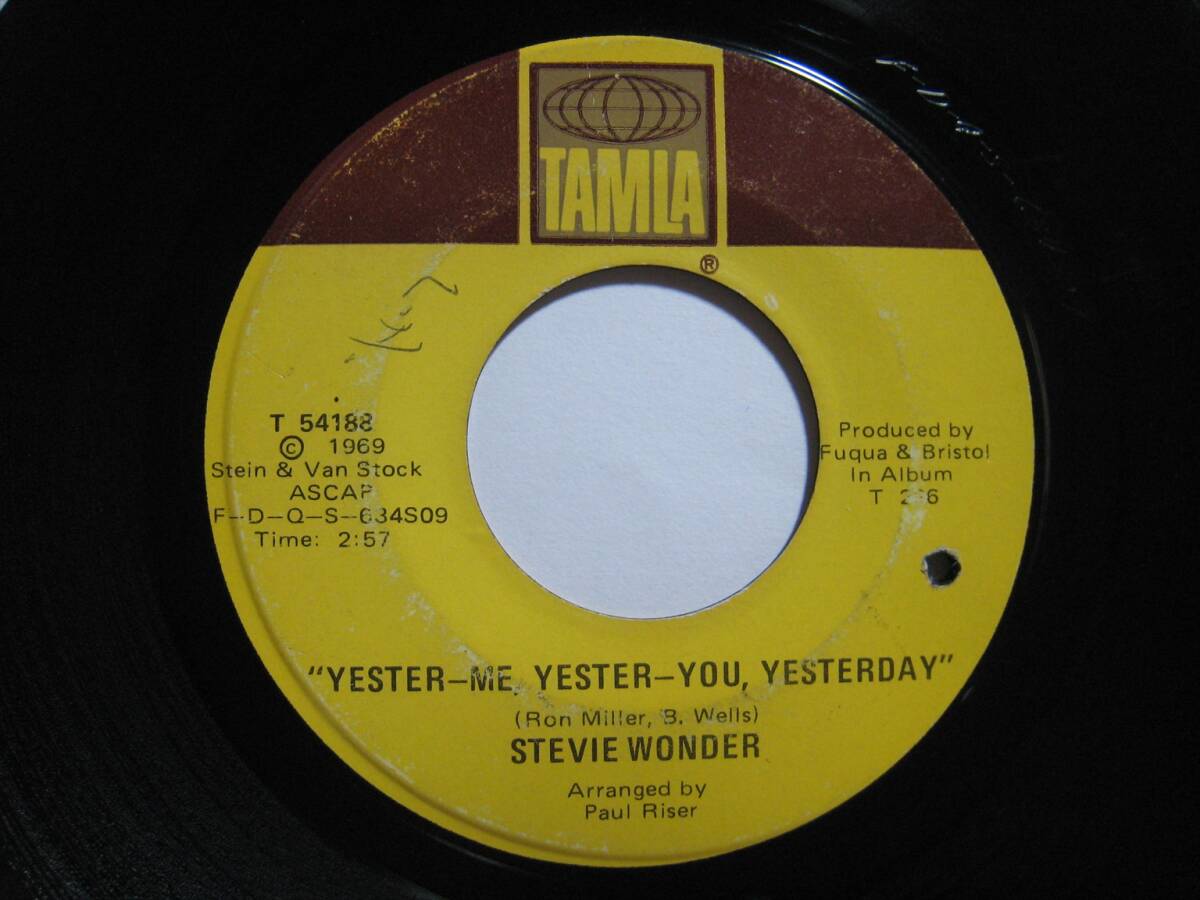 TAMLA
®
T 54188
© 1969
Stein & Van Stock
ASCAP
F-D-Q-S-634S09
Time: 2:57
Produced by
Fuqua & Bristol
In Album
T
"YESTER-ME, YESTER-YOU, YESTERDAY"
(Ron Miller, B. Wells)
STEVIE WONDER
Arranged by
Paul Riser